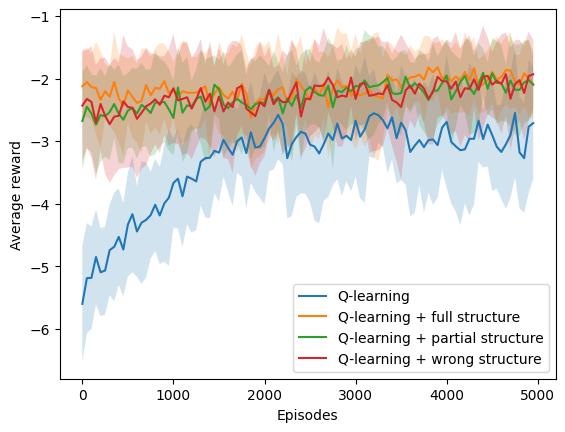 −1
−2
−3
−4
−5
−6
Average reward
0
1000
2000
3000
4000
5000
Episodes
Q-learning
Q-learning + full structure
Q-learning + partial structure
Q-learning + wrong structure